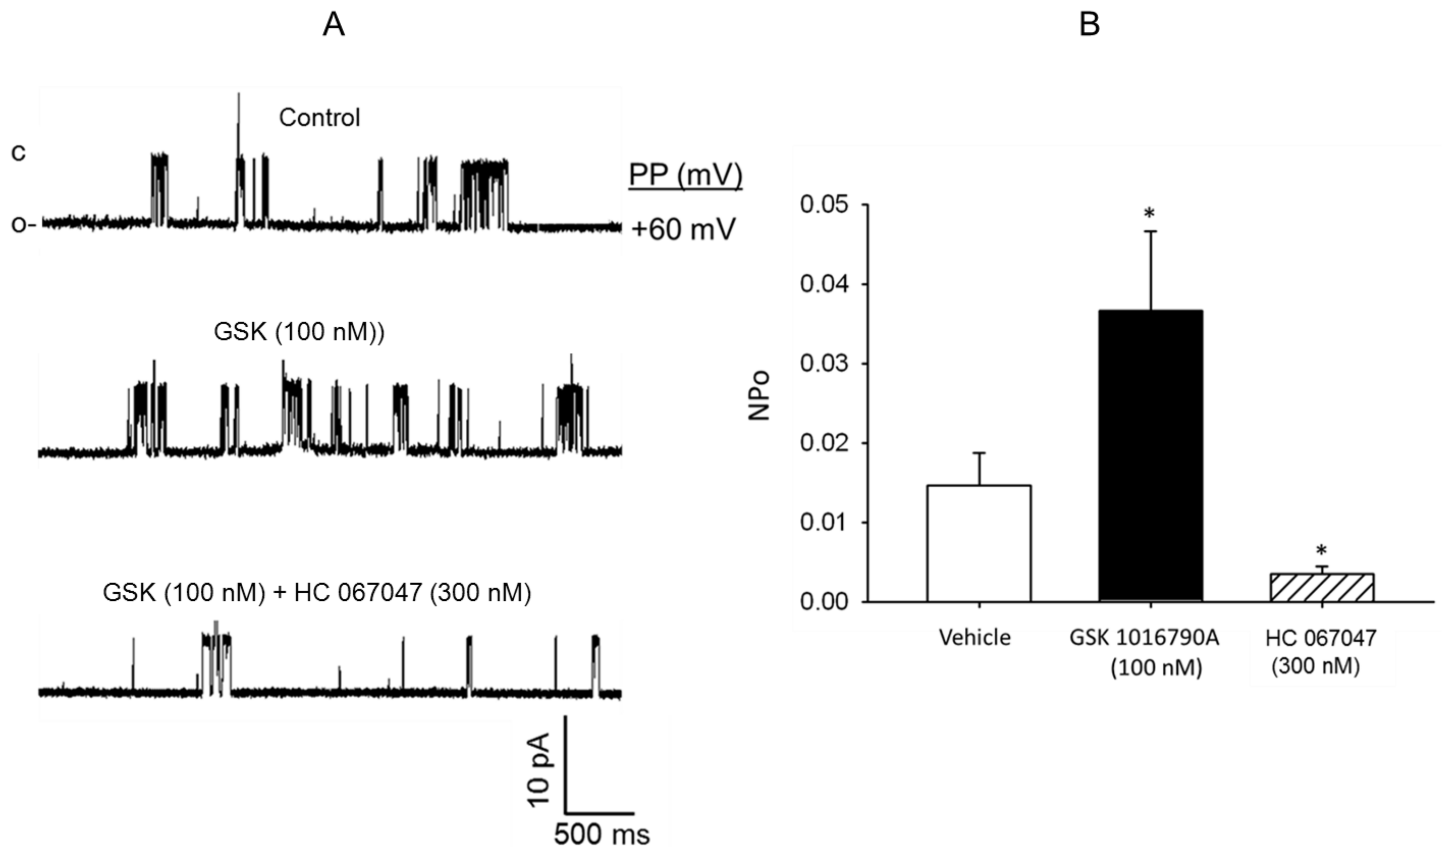 A
Control
c
o-
PP (mV)
+60 mV
GSK (100 nM))
GSK (100 nM) + HC 067047 (300 nM)
10 pA
500 ms
B
NPo
0.05
0.04
0.03
0.02
0.01
0.00
*
*
Vehicle
GSK 1016790A
(100 nM)
HC 067047
(300 nM)